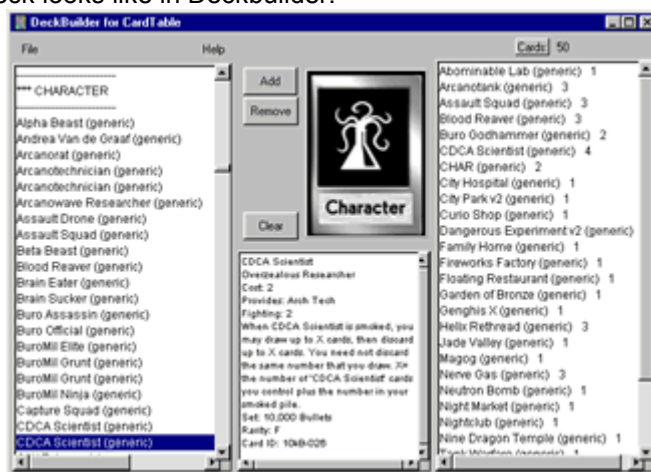 DeckBuilder for CardTable
File Help Cards 50
*** CHARACTER
Alpha Beast (generic)
Andrea Van de Graaf (generic)
Arcanorat (generic)
Arcanotechnician (generic)
Arcanotechnician (generic)
Arcanowave Researcher (generic)
Assault Drone (generic)
Assault Squad (generic)
Beta Beast (generic)
Blood Reaver (generic)
Brain Eater (generic)
Brain Sucker (generic)
Buro Assassin (generic)
Buro Official (generic)
BuroMil Elite (generic)
BuroMil Grunt (generic)
BuroMil Grunt (generic)
BuroMil Ninja (generic)
Capture Squad (generic)
CDCA Scientist (generic)
CDCA Scientist (generic)
Add
Remove
Clear
Character
CDCA Scientist
Overzealous Researcher
Cost: 2
Provides: Arch Tech
Fighting: 2
When CDCA Scientist is smoked, you
may draw up to X cards, then discard
up to X cards. You need not discard
the same number that you draw. X=
the number of "CDCA Scientist" cards
you control plus the number in your
smoked pile.
Set: 10,000 Bullets
Rarity: F
Card ID: 10kB-026
Abominable Lab (generic) 1
Arcanotank (generic) 3
Assault Squad (generic) 3
Blood Reaver (generic) 3
Buro Godhammer (generic) 2
CDCA Scientist (generic) 4
CHAR (generic) 2
City Hospital (generic) 1
City Park v2 (generic) 1
Curio Shop (generic) 1
Dangerous Experiment v2 (generic)
Family Home (generic) 1
Fireworks Factory (generic) 1
Floating Restaurant (generic) 1
Garden of Bronze (generic) 1
Genghis X (generic) 1
Helix Rethread (generic) 3
Jade Valley (generic) 1
Magog (generic) 1
Nerve Gas (generic) 3
Neutron Bomb (generic) 1
Night Market (generic) 1
Nightclub (generic) 1
Nine Dragon Temple (generic) 1